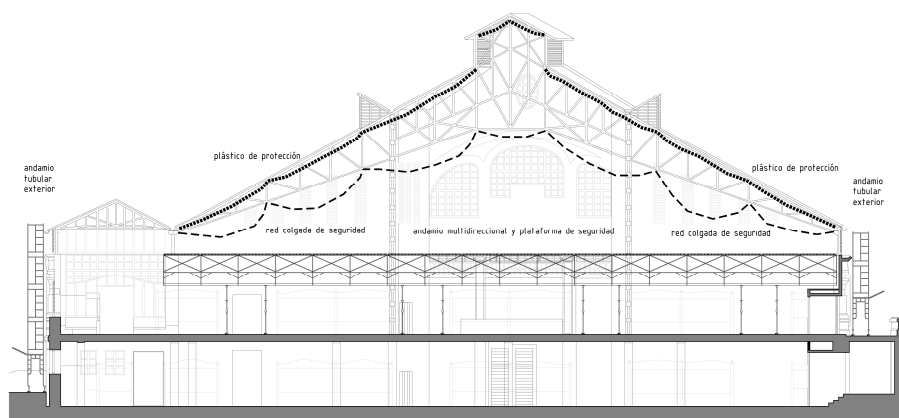 plástico de protección
plástico de protección
andamio
tubular
exterior
andamio
tubular
exterior
red colgada de seguridad
andamio multidireccional y plataforma de seguridad
red colgada de seguridad